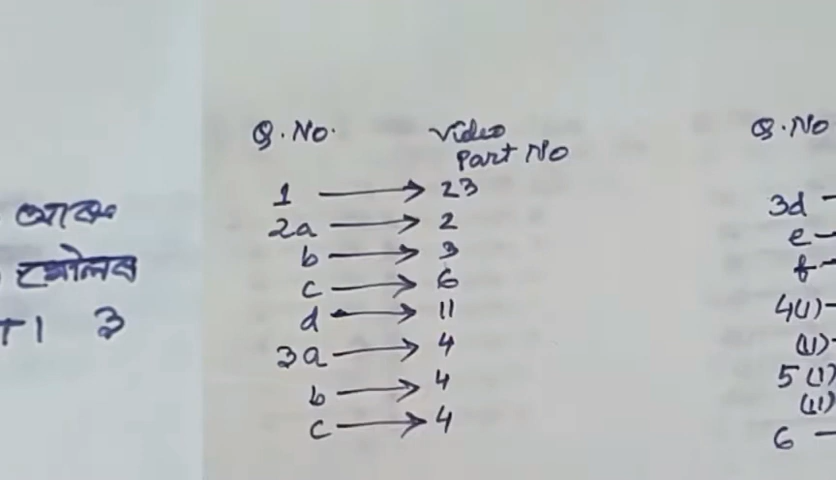 Q. No. Video
Part No
1 → 23
2a → 2
b → 3
c → 6
d → 11
3a → 4
b → 4
c → 4
Q. No
3d
e
f
4(i)
(ii)
5(i)
(ii)
6